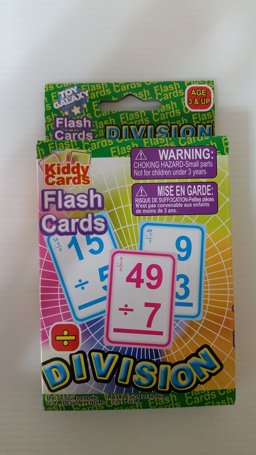 TOY
GALAXY
Flash
Cards
AGE
3 & UP
DIVISION
Kiddy
Cards
Flash
Cards
WARNING:
CHOKING HAZARD-Small parts
Not for children under 3 years
MISE EN GARDE:
RISQUE DE SUFFOCATION-Petites pièces
N'est pas convenable aux enfants
de moins de 3 ans.
15
÷ 5
9
3
49
÷ 7
÷
DIVISION